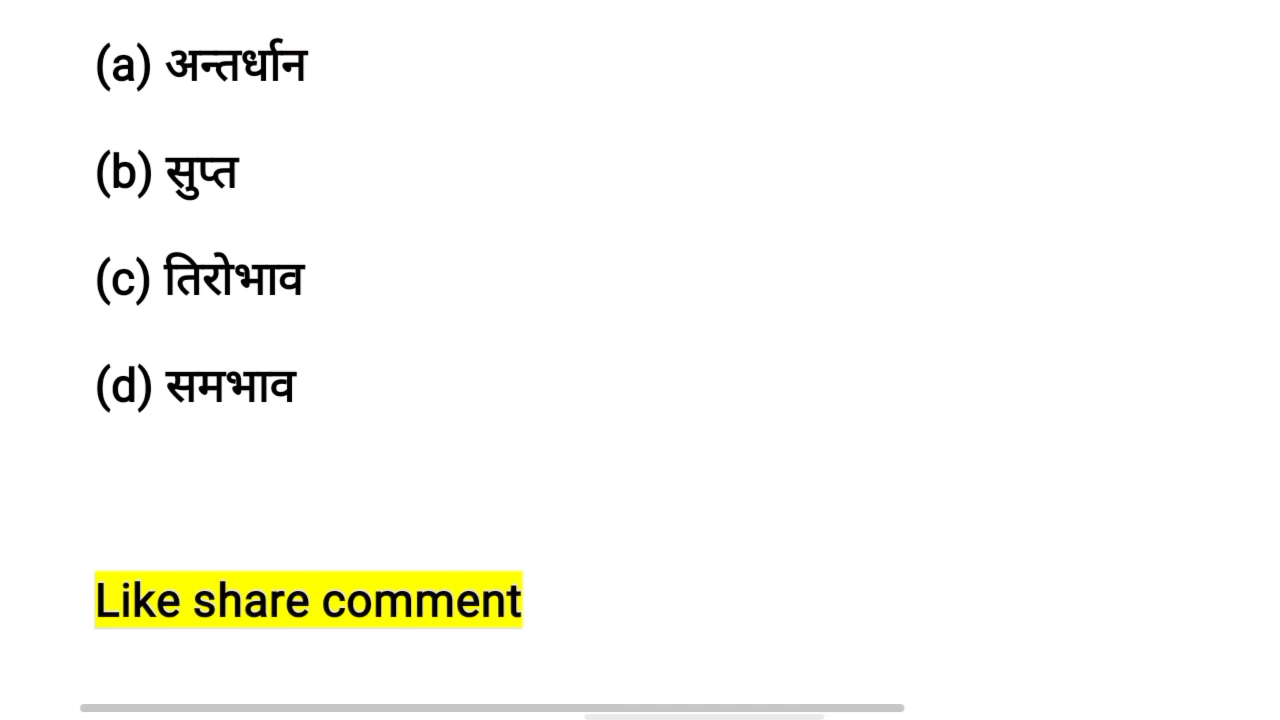 (a) अन्तर्धान
(b) सुप्त
(c) तिरोभाव
(d) समभाव
Like share comment